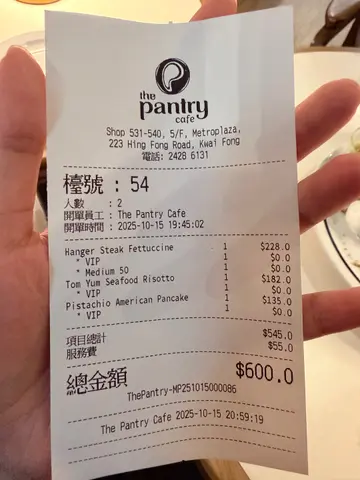 the
pantry
cafe
Shop 531-540, 5/F, Metroplaza,
223 Hing Fong Road, Kwai Fong
電話: 2428 6131
檯號 : 54
人數 : 2
開單員工 : The Pantry Cafe
開單時間 : 2025-10-15 19:45:02
Hanger Steak Fettuccine 1 $228.0
* VIP 1 $0.0
* Medium 50 1 $0.0
Tom Yum Seafood Risotto 1 $182.0
* VIP 1 $0.0
Pistachio American Pancake 1 $135.0
* VIP 1 $0.0
項目總計 $545.0
服務費 $55.0
總金額 $600.0
ThePantry-MP251015000086
The Pantry Cafe 2025-10-15 20:59:19